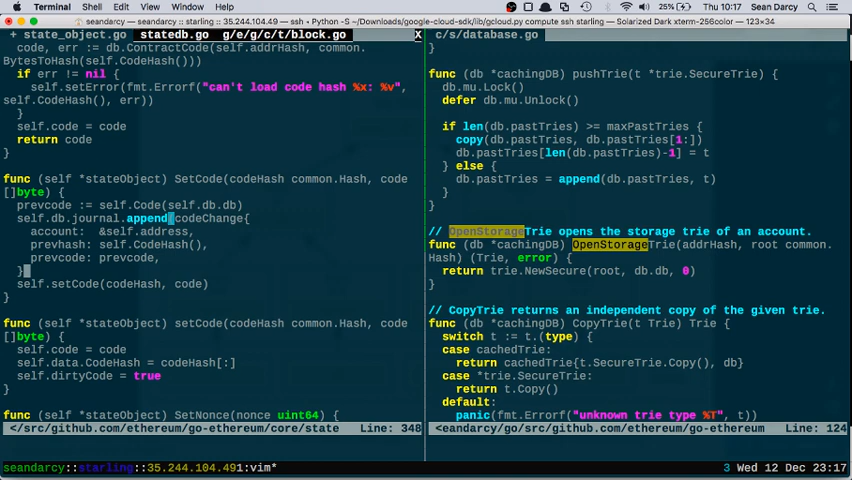 Terminal Shell Edit View Window Help 25% Thu 10:17 Sean Darcy
seandarcy — seandarcy :: starling :: 35.244.104.49 — ssh • Python -S ~/Downloads/google-cloud-sdk/lib/gcloud.py compute ssh starling — Solarized Dark xterm-256color — 123×34
+ state_object.go statedb.go g/e/g/c/t/block.go X
code, err := db.ContractCode(self.addrHash, common.
BytesToHash(self.CodeHash()))
if err != nil {
self.setError(fmt.Errorf("can't load code hash %x: %v",
self.CodeHash(), err))
}
self.code = code
return code
}
func (self *stateObject) SetCode(codeHash common.Hash, code
[]byte) {
prevcode := self.Code(self.db.db)
self.db.journal.append(codeChange{
account: &self.address,
prevhash: self.CodeHash(),
prevcode: prevcode,
}
self.setCode(codeHash, code)
}
func (self *stateObject) setCode(codeHash common.Hash, code
[]byte) {
self.code = code
self.data.CodeHash = codeHash[:]
self.dirtyCode = true
}
func (self *stateObject) SetNonce(nonce uint64) {
</src/github.com/ethereum/go-ethereum/core/state Line: 348
c/s/database.go
}
func (db *cachingDB) pushTrie(t *trie.SecureTrie) {
db.mu.Lock()
defer db.mu.Unlock()
if len(db.pastTries) >= maxPastTries {
copy(db.pastTries, db.pastTries[1:])
db.pastTries[len(db.pastTries)-1] = t
} else {
db.pastTries = append(db.pastTries, t)
}
}
// OpenStorageTrie opens the storage trie of an account.
func (db *cachingDB) OpenStorageTrie(addrHash, root common.
Hash) (Trie, error) {
return trie.NewSecure(root, db.db, 0)
}
// CopyTrie returns an independent copy of the given trie.
func (db *cachingDB) CopyTrie(t Trie) Trie {
switch t := t.(type) {
case cachedTrie:
return cachedTrie{t.SecureTrie.Copy(), db}
case *trie.SecureTrie:
return t.Copy()
default:
panic(fmt.Errorf("unknown trie type %T", t))
<eandarcy/go/src/github.com/ethereum/go-ethereum Line: 124
seandarcy::starling::35.244.104.491:vim* 3 Wed 12 Dec 23:17